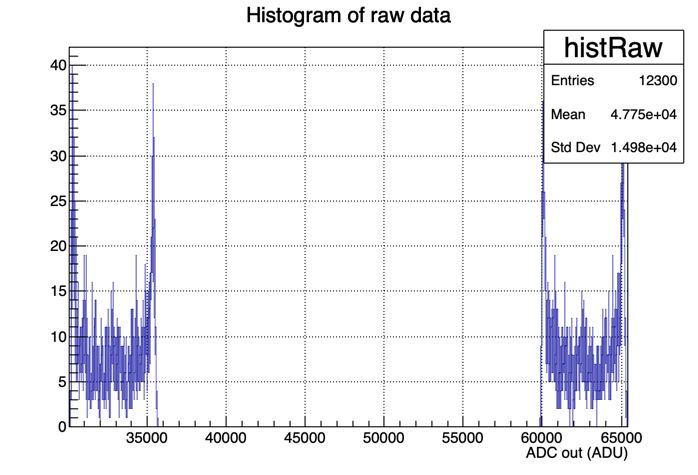 Histogram of raw data
histRaw
Entries 12300
Mean 4.775e+04
Std Dev 1.498e+04
40
35
30
25
20
15
10
5
0
35000 40000 45000 50000 55000 60000 65000
ADC out (ADU)